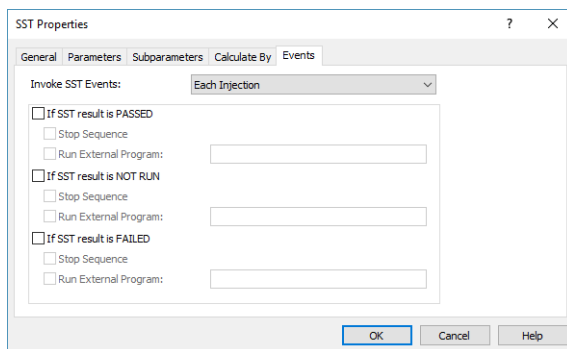 SST Properties
?
General Parameters Subparameters Calculate By Events
Invoke SST Events: Each Injection
If SST result is PASSED
Stop Sequence
Run External Program:
If SST result is NOT RUN
Stop Sequence
Run External Program:
If SST result is FAILED
Stop Sequence
Run External Program:
OK Cancel Help